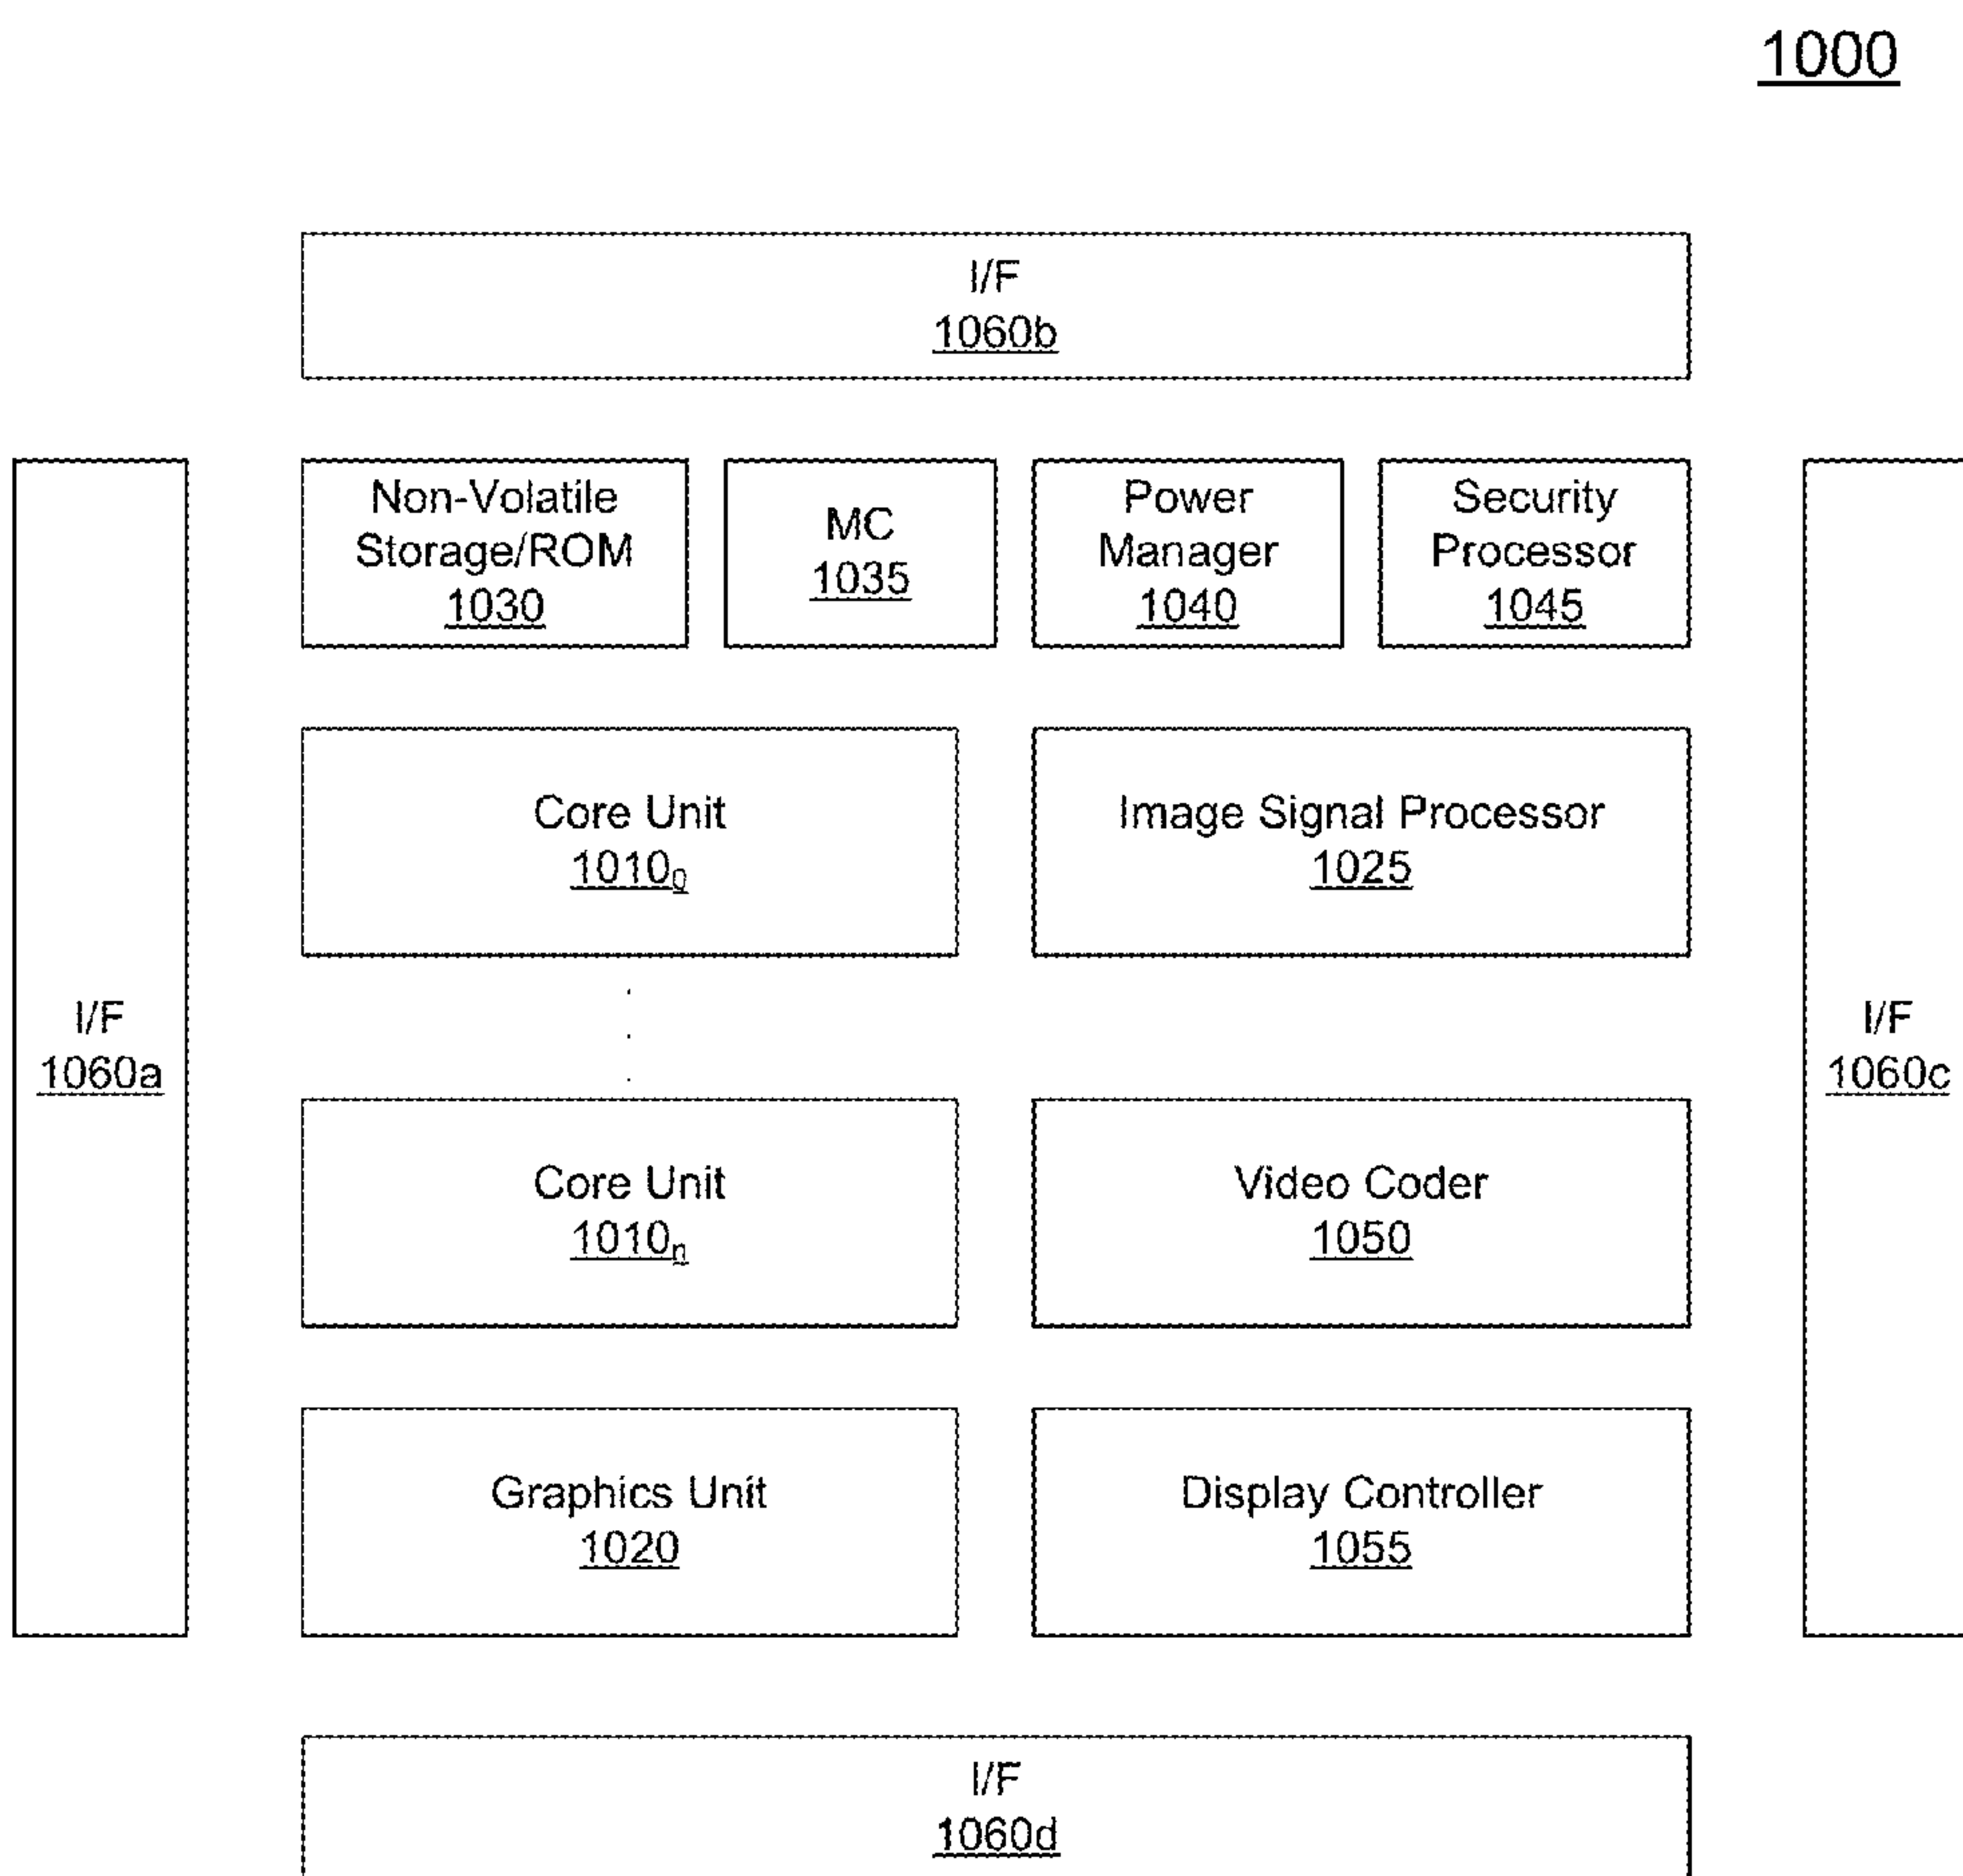 1000
I/F
1060b
Non-Volatile
Storage/ROM
1030
MC
1035
Power
Manager
1040
Security
Processor
1045
Core Unit
1010₀
Image Signal Processor
1025
I/F
1060a
I/F
1060c
Core Unit
1010ₙ
Video Coder
1050
Graphics Unit
1020
Display Controller
1055
I/F
1060d